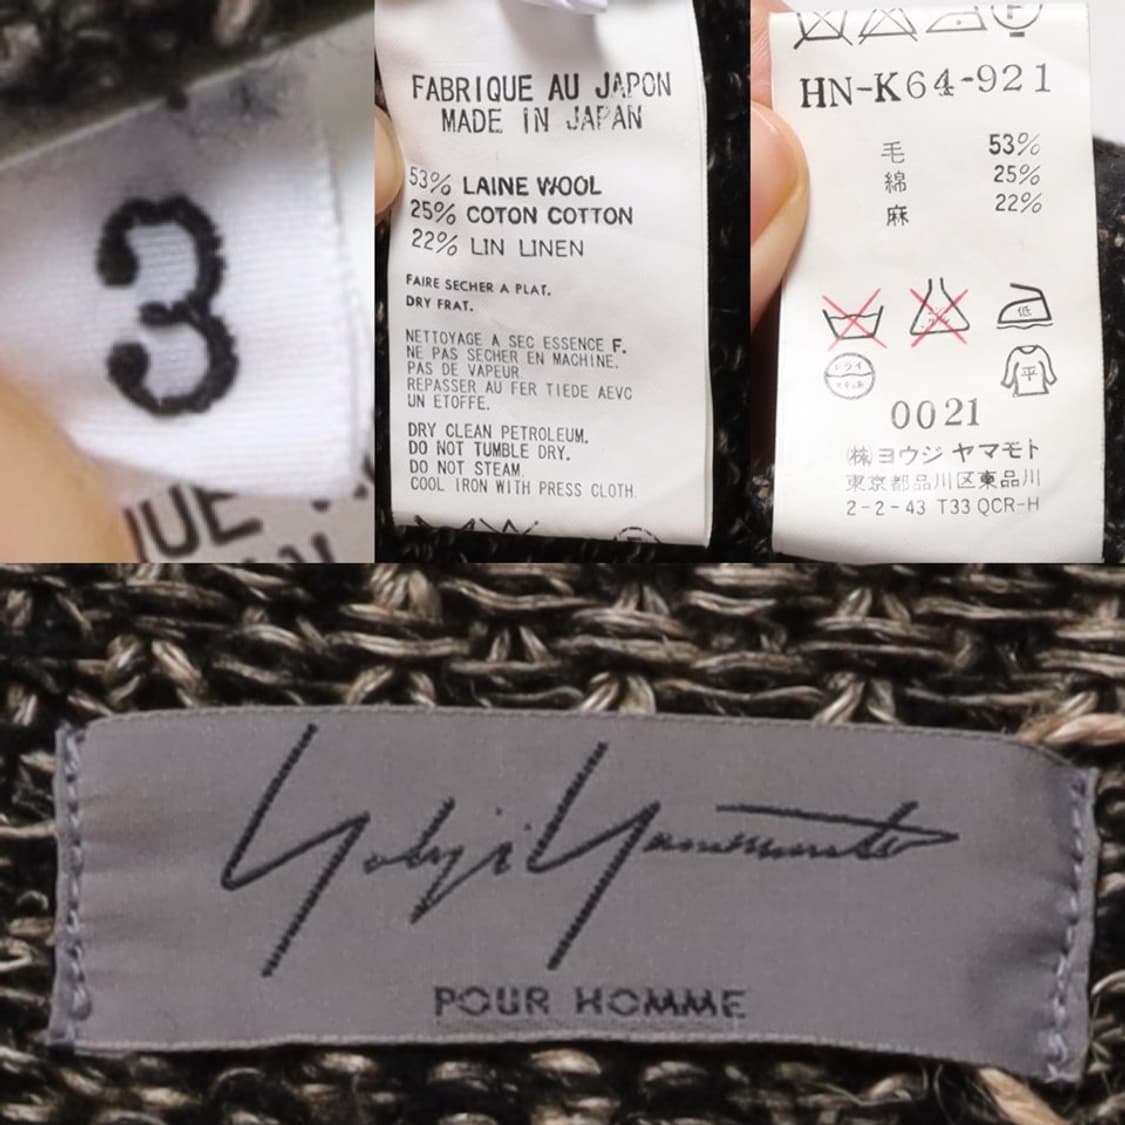 3
FABRIQUE AU JAPON
MADE IN JAPAN
53% LAINE WOOL
25% COTON COTTON
22% LIN LINEN
FAIRE SECHER A PLAT.
DRY FRAT.
NETTOYAGE A SEC ESSENCE F.
NE PAS SECHER EN MACHINE.
PAS DE VAPEUR.
REPASSER AU FER TIEDE AEVC
UN ETOFFE.
DRY CLEAN PETROLEUM.
DO NOT TUMBLE DRY.
DO NOT STEAM.
COOL IRON WITH PRESS CLOTH.
HN-K64-921
毛 53%
綿 25%
麻 22%
低
ドライ
平
0021
㈱ヨウジ ヤマモト
東京都品川区東品川
2-2-43 T33 QCR-H
Yohji Yamamoto
POUR HOMME